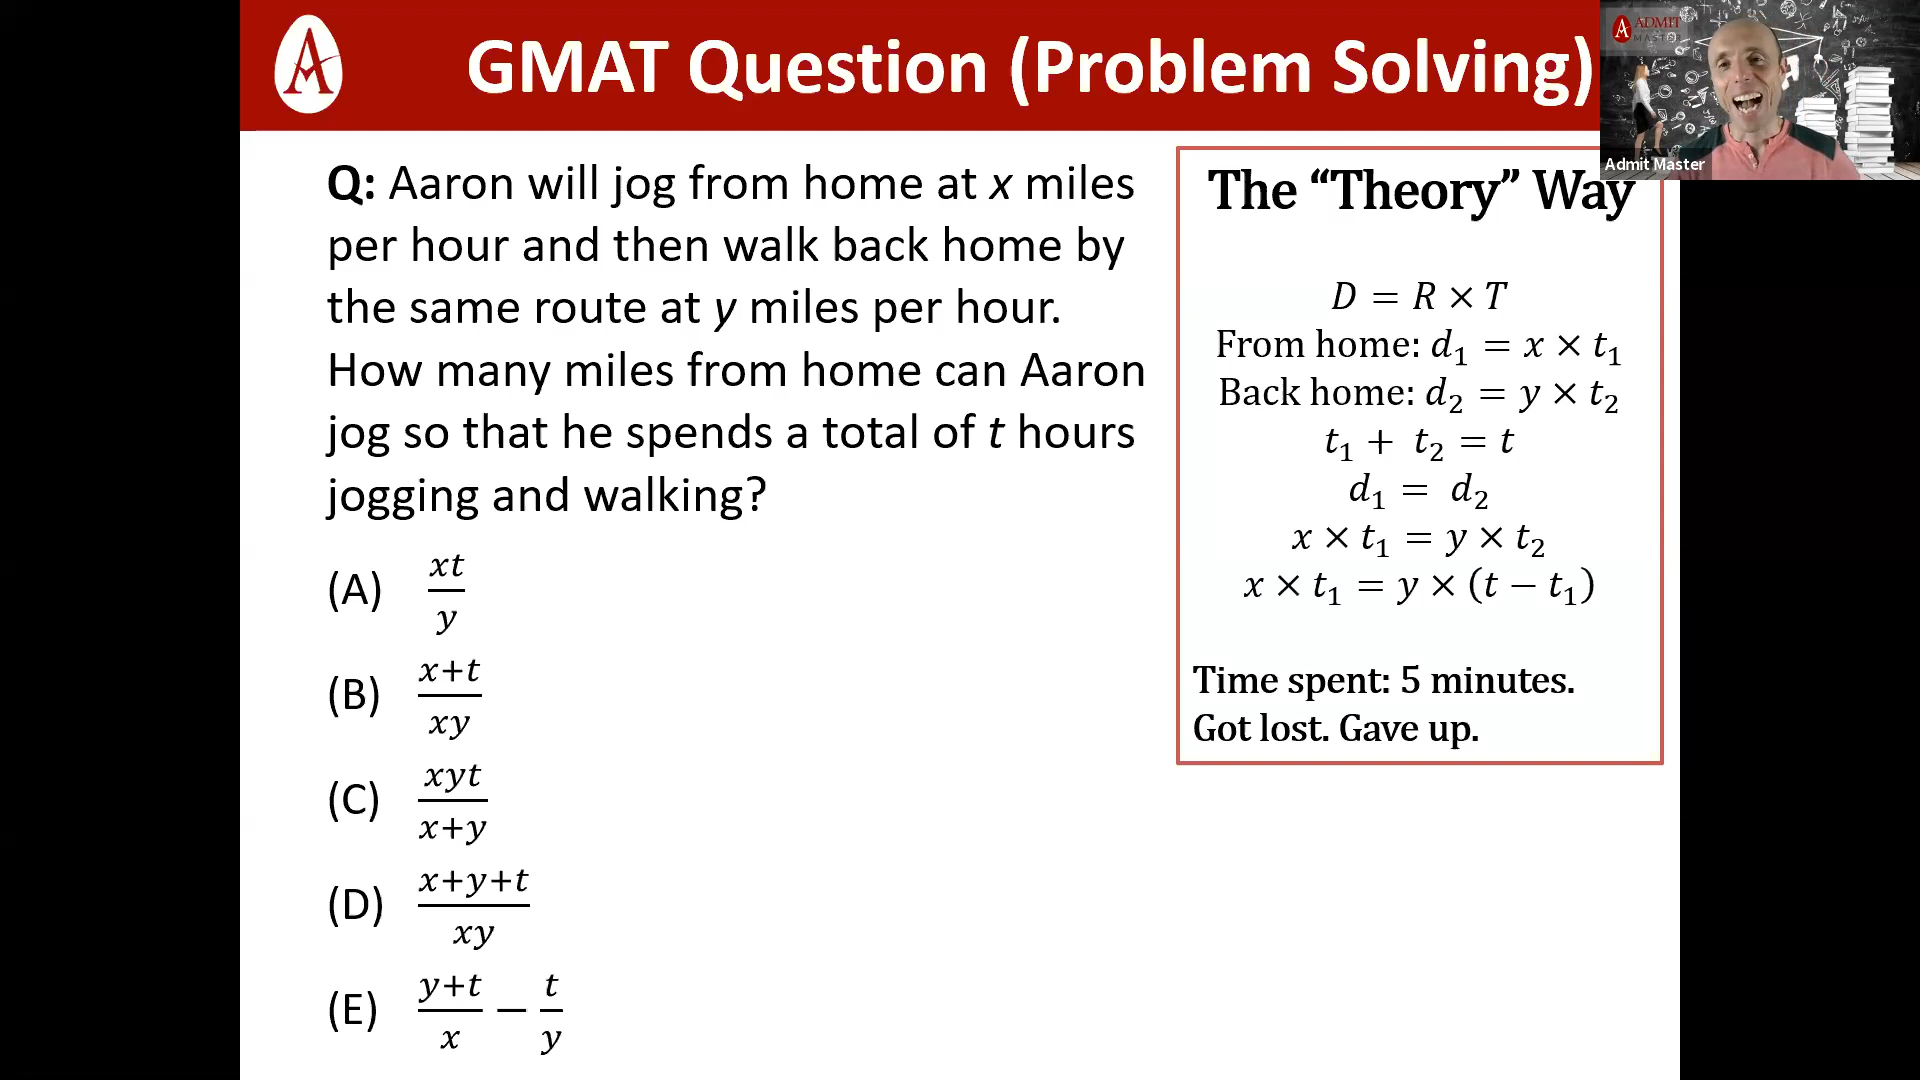 GMAT Question (Problem Solving)
ADMIT
MASTER
Admit Master
Q: Aaron will jog from home at x miles
per hour and then walk back home by
the same route at y miles per hour.
How many miles from home can Aaron
jog so that he spends a total of t hours
jogging and walking?
(A) xt/y
(B) x+t/xy
(C) xyt/x+y
(D) x+y+t/xy
(E) y+t/x − t/y
The “Theory” Way
D = R × T
From home: d₁ = x × t₁
Back home: d₂ = y × t₂
t₁ + t₂ = t
d₁ = d₂
x × t₁ = y × t₂
x × t₁ = y × (t − t₁)
Time spent: 5 minutes.
Got lost. Gave up.